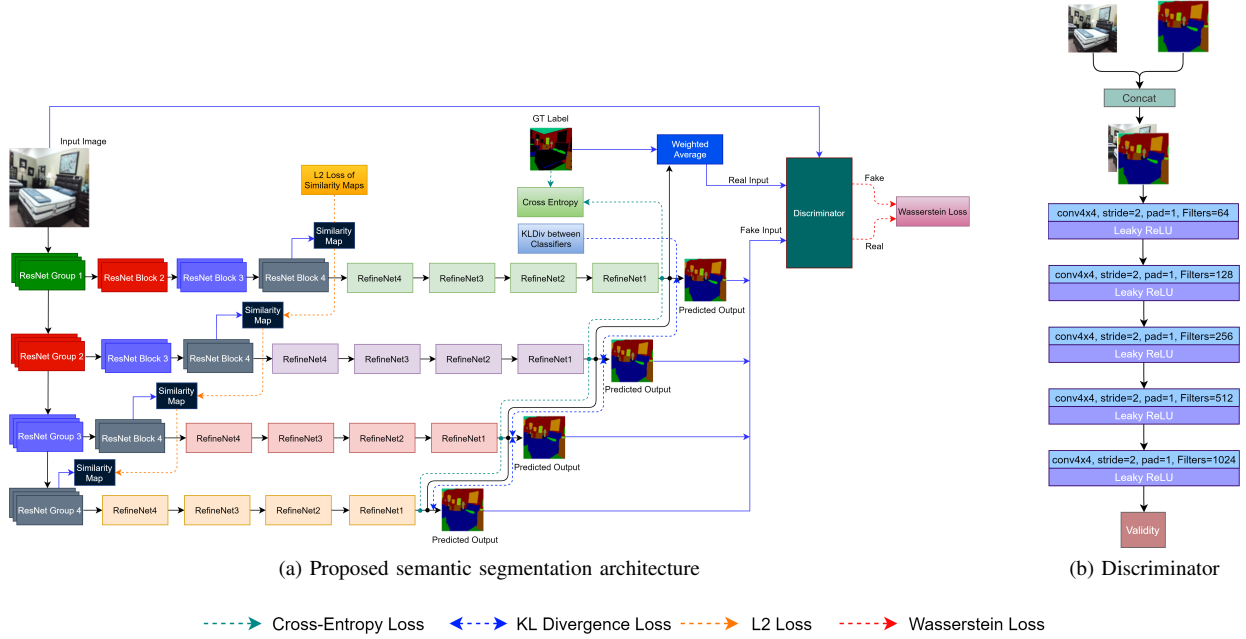 Input Image
GT Label
Weighted
Average
L2 Loss of
Similarity Maps
Cross Entropy
KLDiv between
Classifiers
Real Input
Fake Input
Discriminator
Fake
Real
Wasserstein Loss
Similarity
Map
ResNet Group 1
ResNet Block 2
ResNet Block 3
ResNet Block 4
RefineNet4
RefineNet3
RefineNet2
RefineNet1
Predicted Output
Similarity
Map
ResNet Group 2
ResNet Block 3
ResNet Block 4
RefineNet4
RefineNet3
RefineNet2
RefineNet1
Predicted Output
Similarity
Map
ResNet Group 3
ResNet Block 4
RefineNet4
RefineNet3
RefineNet2
RefineNet1
Predicted Output
Similarity
Map
ResNet Group 4
RefineNet4
RefineNet3
RefineNet2
RefineNet1
Predicted Output
(a) Proposed semantic segmentation architecture
Concat
conv4x4, stride=2, pad=1, Filters=64
Leaky ReLU
conv4x4, stride=2, pad=1, Filters=128
Leaky ReLU
conv4x4, stride=2, pad=1, Filters=256
Leaky ReLU
conv4x4, stride=2, pad=1, Filters=512
Leaky ReLU
conv4x4, stride=2, pad=1, Filters=1024
Leaky ReLU
Validity
(b) Discriminator
Cross-Entropy Loss
KL Divergence Loss
L2 Loss
Wasserstein Loss